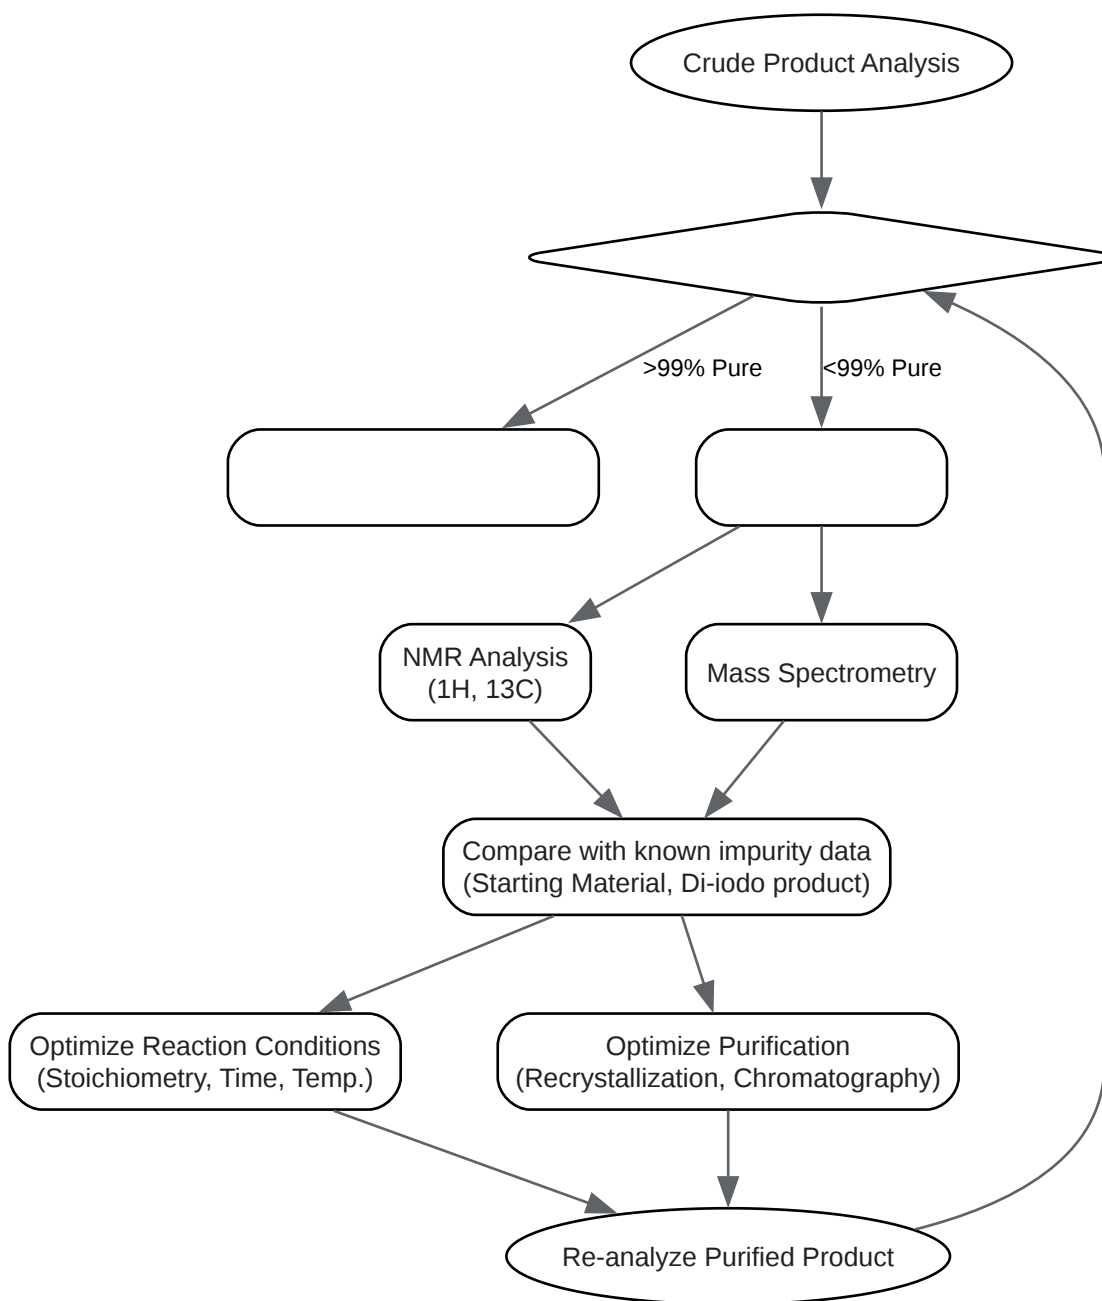 Crude Product Analysis
>99% Pure
<99% Pure
NMR Analysis
(1H, 13C)
Mass Spectrometry
Compare with known impurity data
(Starting Material, Di-iodo product)
Optimize Reaction Conditions
(Stoichiometry, Time, Temp.)
Optimize Purification
(Recrystallization, Chromatography)
Re-analyze Purified Product